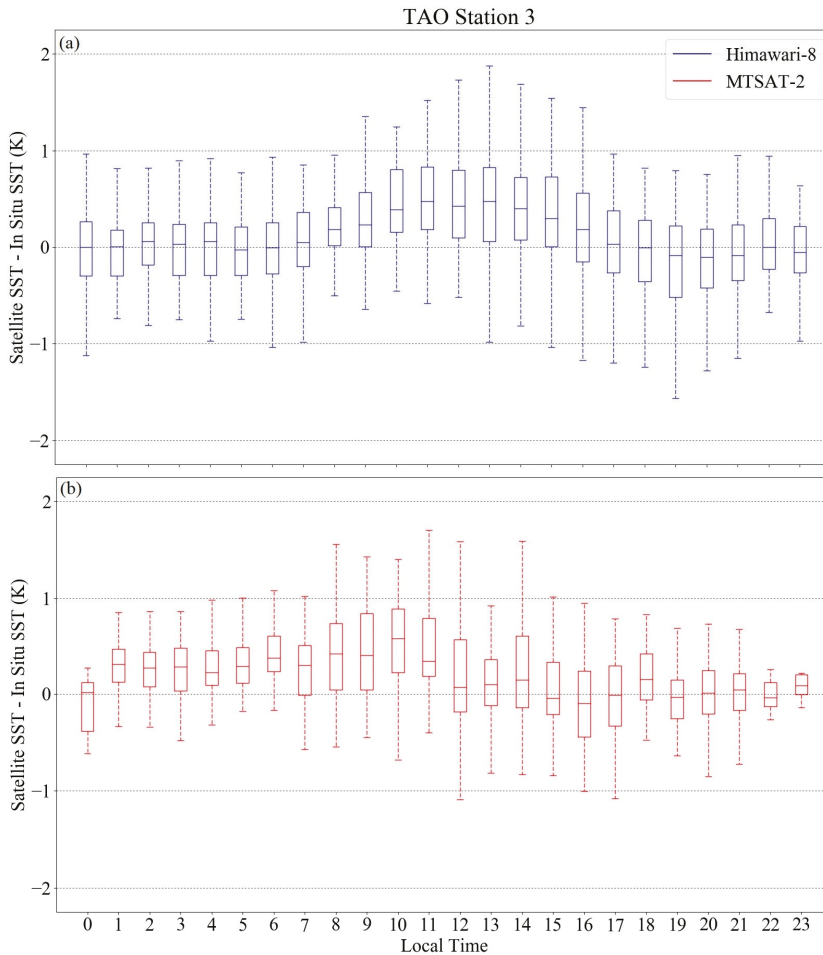 TAO Station 3
(a)
Himawari-8
MTSAT-2
2
1
0
−1
−2
Satellite SST - In Situ SST (K)
(b)
2
1
0
−1
−2
Satellite SST - In Situ SST (K)
0 1 2 3 4 5 6 7 8 9 10 11 12 13 14 15 16 17 18 19 20 21 22 23
Local Time